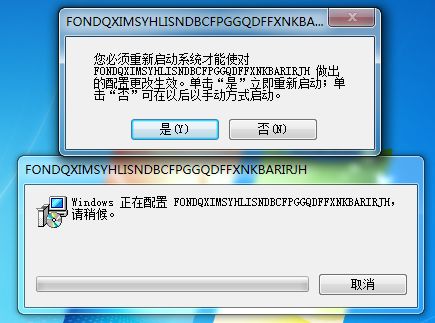 FONDQXIMSYHLISNDBCFPGGQDFFXNKBA...
您必须重新启动系统才能使对
FONDQXIMSYHLISNDBCFPGGQDFFXNKBARIRJH 做出
的配置更改生效。单击“是”立即重新启动；单
击“否”可在以后以手动方式启动。
是(Y) 否(N)
FONDQXIMSYHLISNDBCFPGGQDFFXNKBARIRJH
Windows 正在配置 FONDQXIMSYHLISNDBCFPGGQDFFXNKBARIRJH，
请稍候。
取消